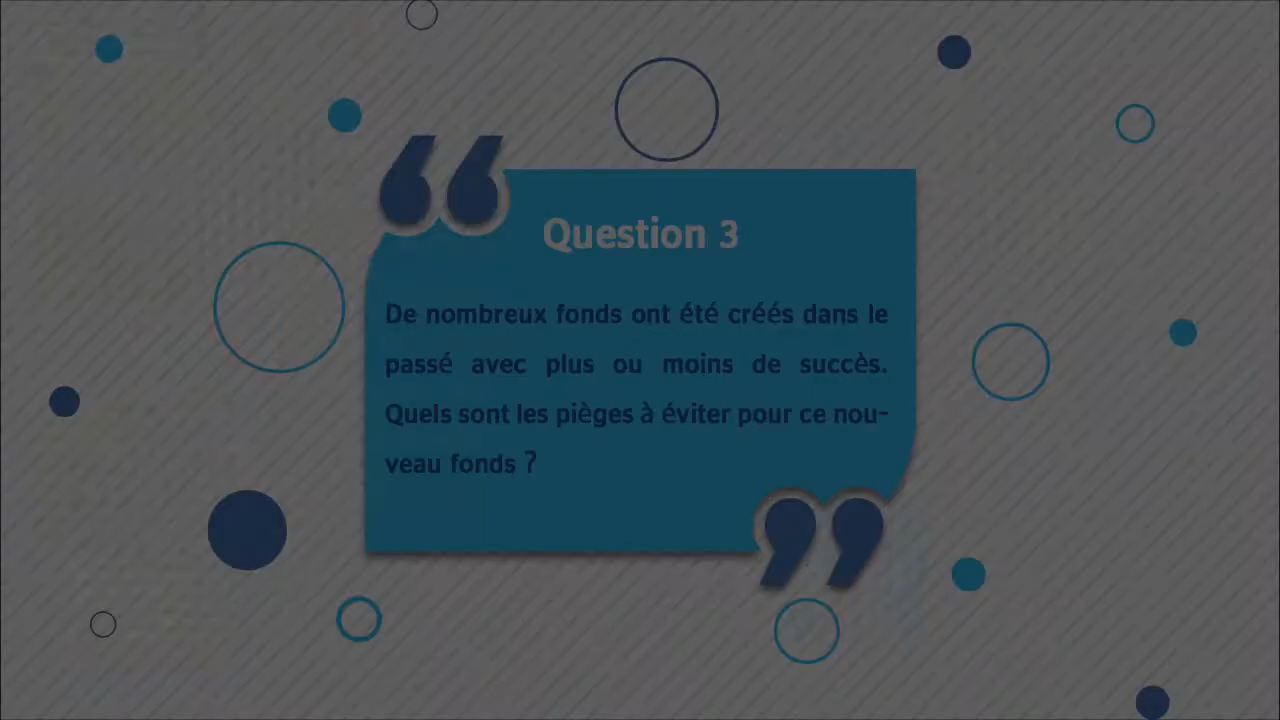 Question 3
De nombreux fonds ont été créés dans le
passé avec plus ou moins de succès.
Quels sont les pièges à éviter pour ce nou-
veau fonds ?